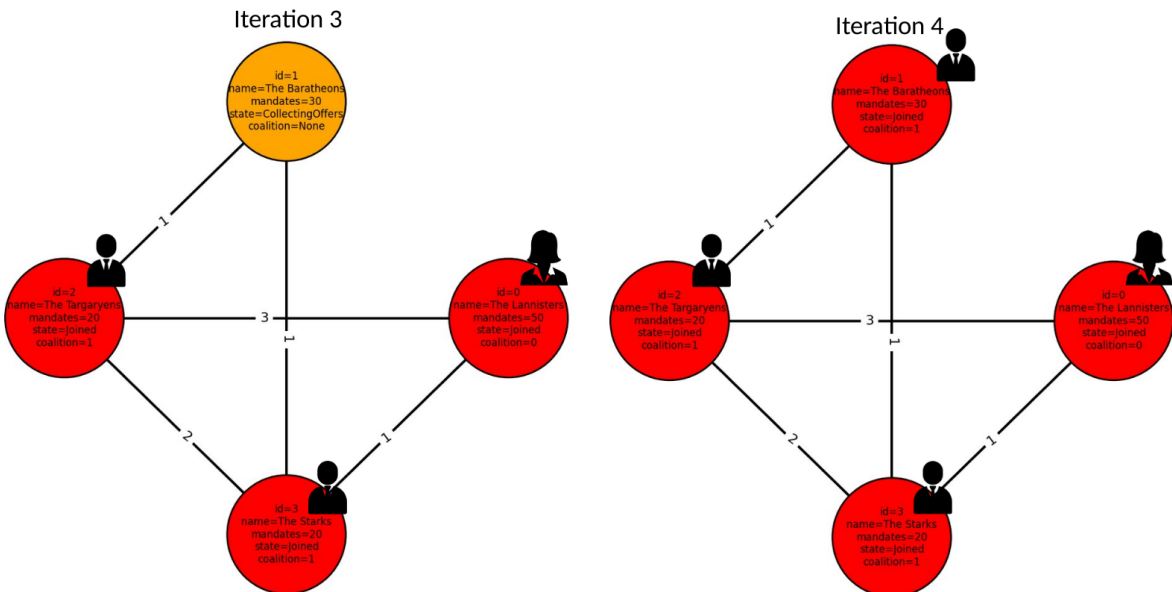 Iteration 3
id=1
name=The Baratheons
mandates=30
state=CollectingOffers
coalition=None
1
id=2
name=The Targaryens
mandates=20
state=Joined
coalition=1
3
id=0
name=The Lannisters
mandates=50
state=Joined
coalition=0
1
2
1
id=3
name=The Starks
mandates=20
state=Joined
coalition=1
Iteration 4
id=1
name=The Baratheons
mandates=30
state=Joined
coalition=1
1
id=2
name=The Targaryens
mandates=20
state=Joined
coalition=1
3
id=0
name=The Lannisters
mandates=50
state=Joined
coalition=0
1
2
1
id=3
name=The Starks
mandates=20
state=Joined
coalition=1